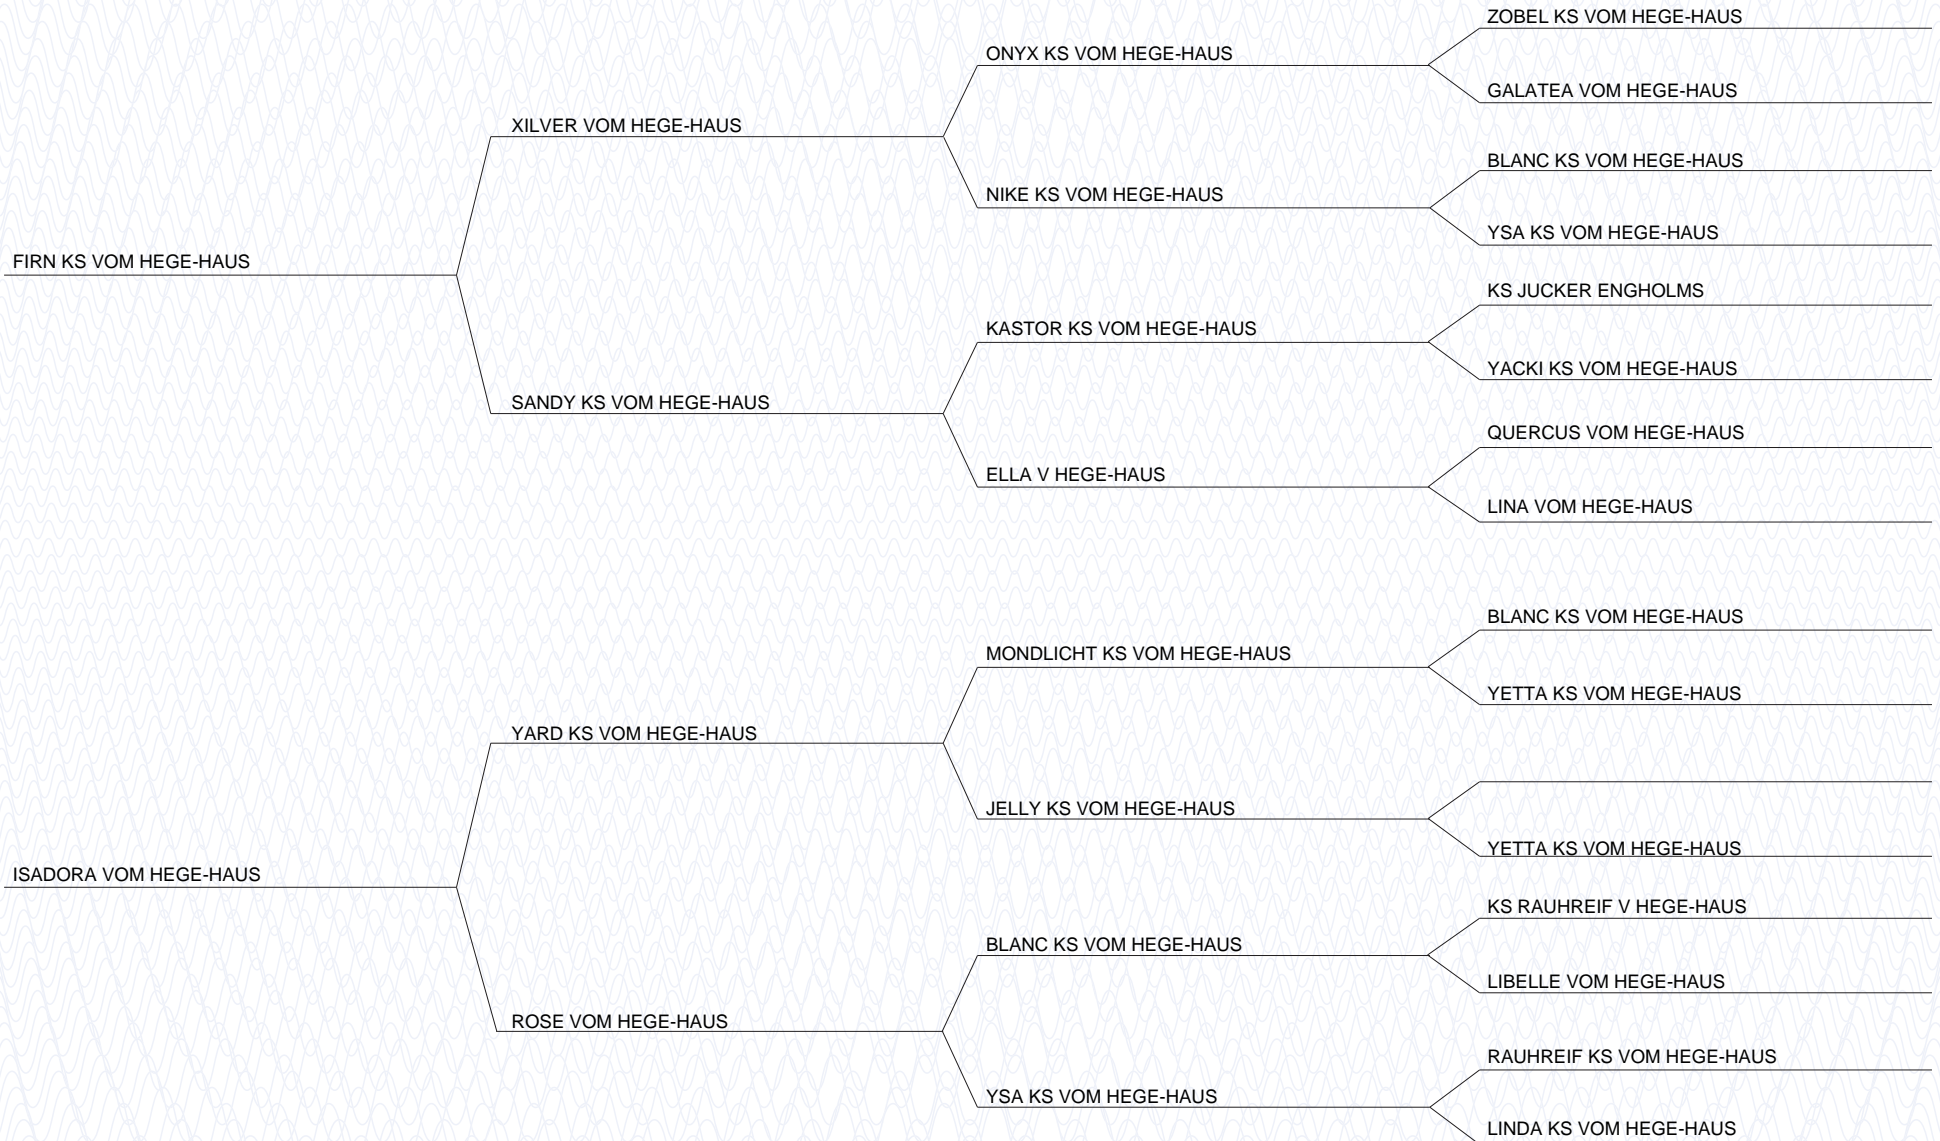 ZOBEL KS VOM HEGE-HAUS
ONYX KS VOM HEGE-HAUS
GALATEA VOM HEGE-HAUS
XILVER VOM HEGE-HAUS
BLANC KS VOM HEGE-HAUS
NIKE KS VOM HEGE-HAUS
YSA KS VOM HEGE-HAUS
FIRN KS VOM HEGE-HAUS
KS JUCKER ENGHOLMS
KASTOR KS VOM HEGE-HAUS
YACKI KS VOM HEGE-HAUS
SANDY KS VOM HEGE-HAUS
QUERCUS VOM HEGE-HAUS
ELLA V HEGE-HAUS
LINA VOM HEGE-HAUS
BLANC KS VOM HEGE-HAUS
MONDLICHT KS VOM HEGE-HAUS
YETTA KS VOM HEGE-HAUS
YARD KS VOM HEGE-HAUS
JELLY KS VOM HEGE-HAUS
YETTA KS VOM HEGE-HAUS
ISADORA VOM HEGE-HAUS
KS RAUHREIF V HEGE-HAUS
BLANC KS VOM HEGE-HAUS
LIBELLE VOM HEGE-HAUS
ROSE VOM HEGE-HAUS
RAUHREIF KS VOM HEGE-HAUS
YSA KS VOM HEGE-HAUS
LINDA KS VOM HEGE-HAUS